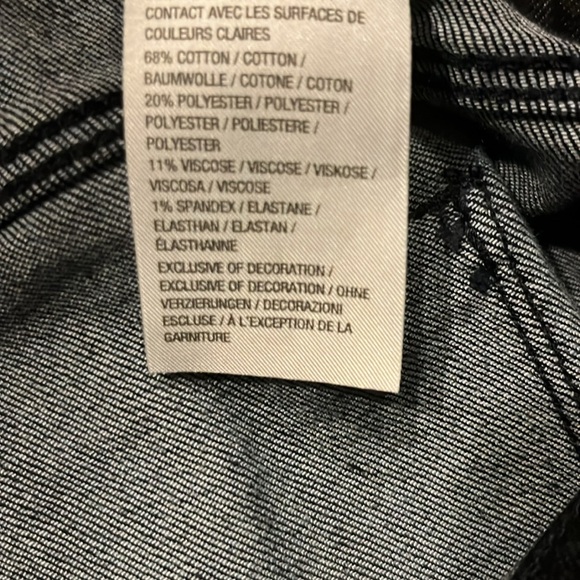 CONTACT AVEC LES SURFACES DE
COULEURS CLAIRES
68% COTTON / COTTON /
BAUMWOLLE / COTONE / COTON
20% POLYESTER / POLYESTER /
POLYESTER / POLIESTERE /
POLYESTER
11% VISCOSE / VISCOSE / VISKOSE /
VISCOSA / VISCOSE
1% SPANDEX / ELASTANE /
ELASTHAN / ELASTAN /
ÉLASTHANNE
EXCLUSIVE OF DECORATION /
EXCLUSIVE OF DECORATION / OHNE
VERZIERUNGEN / DECORAZIONI
ESCLUSE / À L'EXCEPTION DE LA
GARNITURE